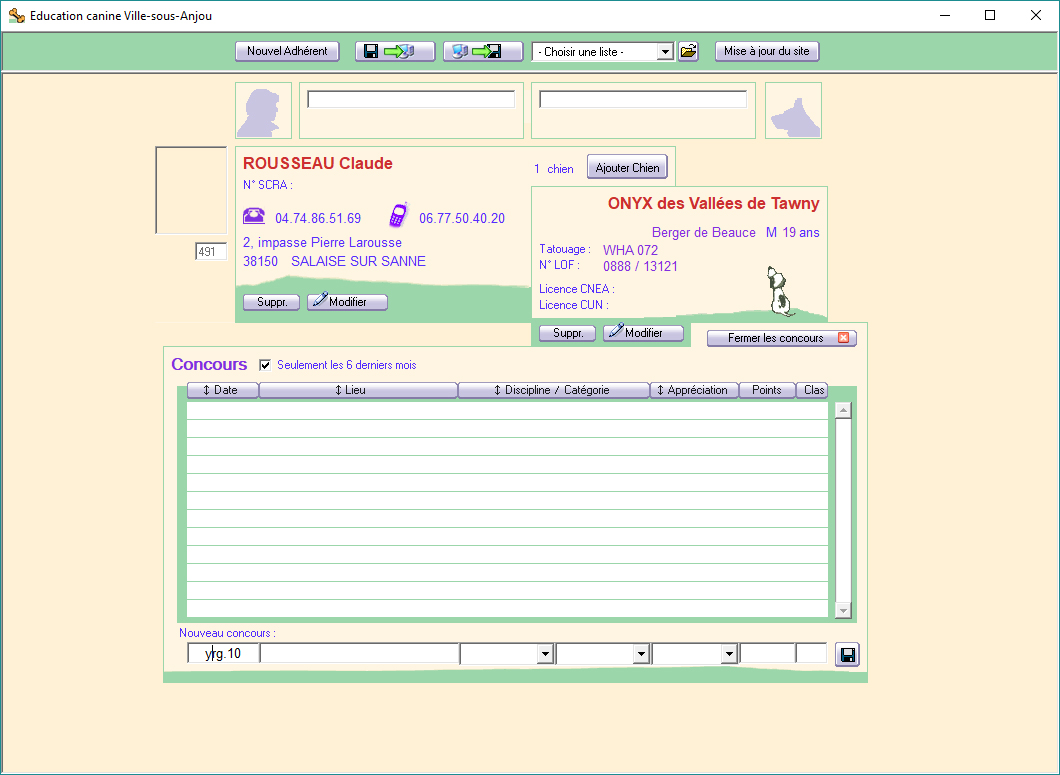 Education canine Ville-sous-Anjou
Nouvel Adhérent
- Choisir une liste -
Mise à jour du site
ROUSSEAU Claude
1 chien
Ajouter Chien
N° SCRA :
04.74.86.51.69
06.77.50.40.20
2, impasse Pierre Larousse
38150 SALAISE SUR SANNE
491
Suppr.
Modifier
ONYX des Vallées de Tawny
Berger de Beauce M 19 ans
Tatouage : WHA 072
N° LOF : 0888 / 13121
Licence CNEA :
Licence CUN :
Suppr.
Modifier
Fermer les concours
Concours
Seulement les 6 derniers mois
Date
Lieu
Discipline / Catégorie
Appréciation
Points
Clas
Nouveau concours :
yrg.10